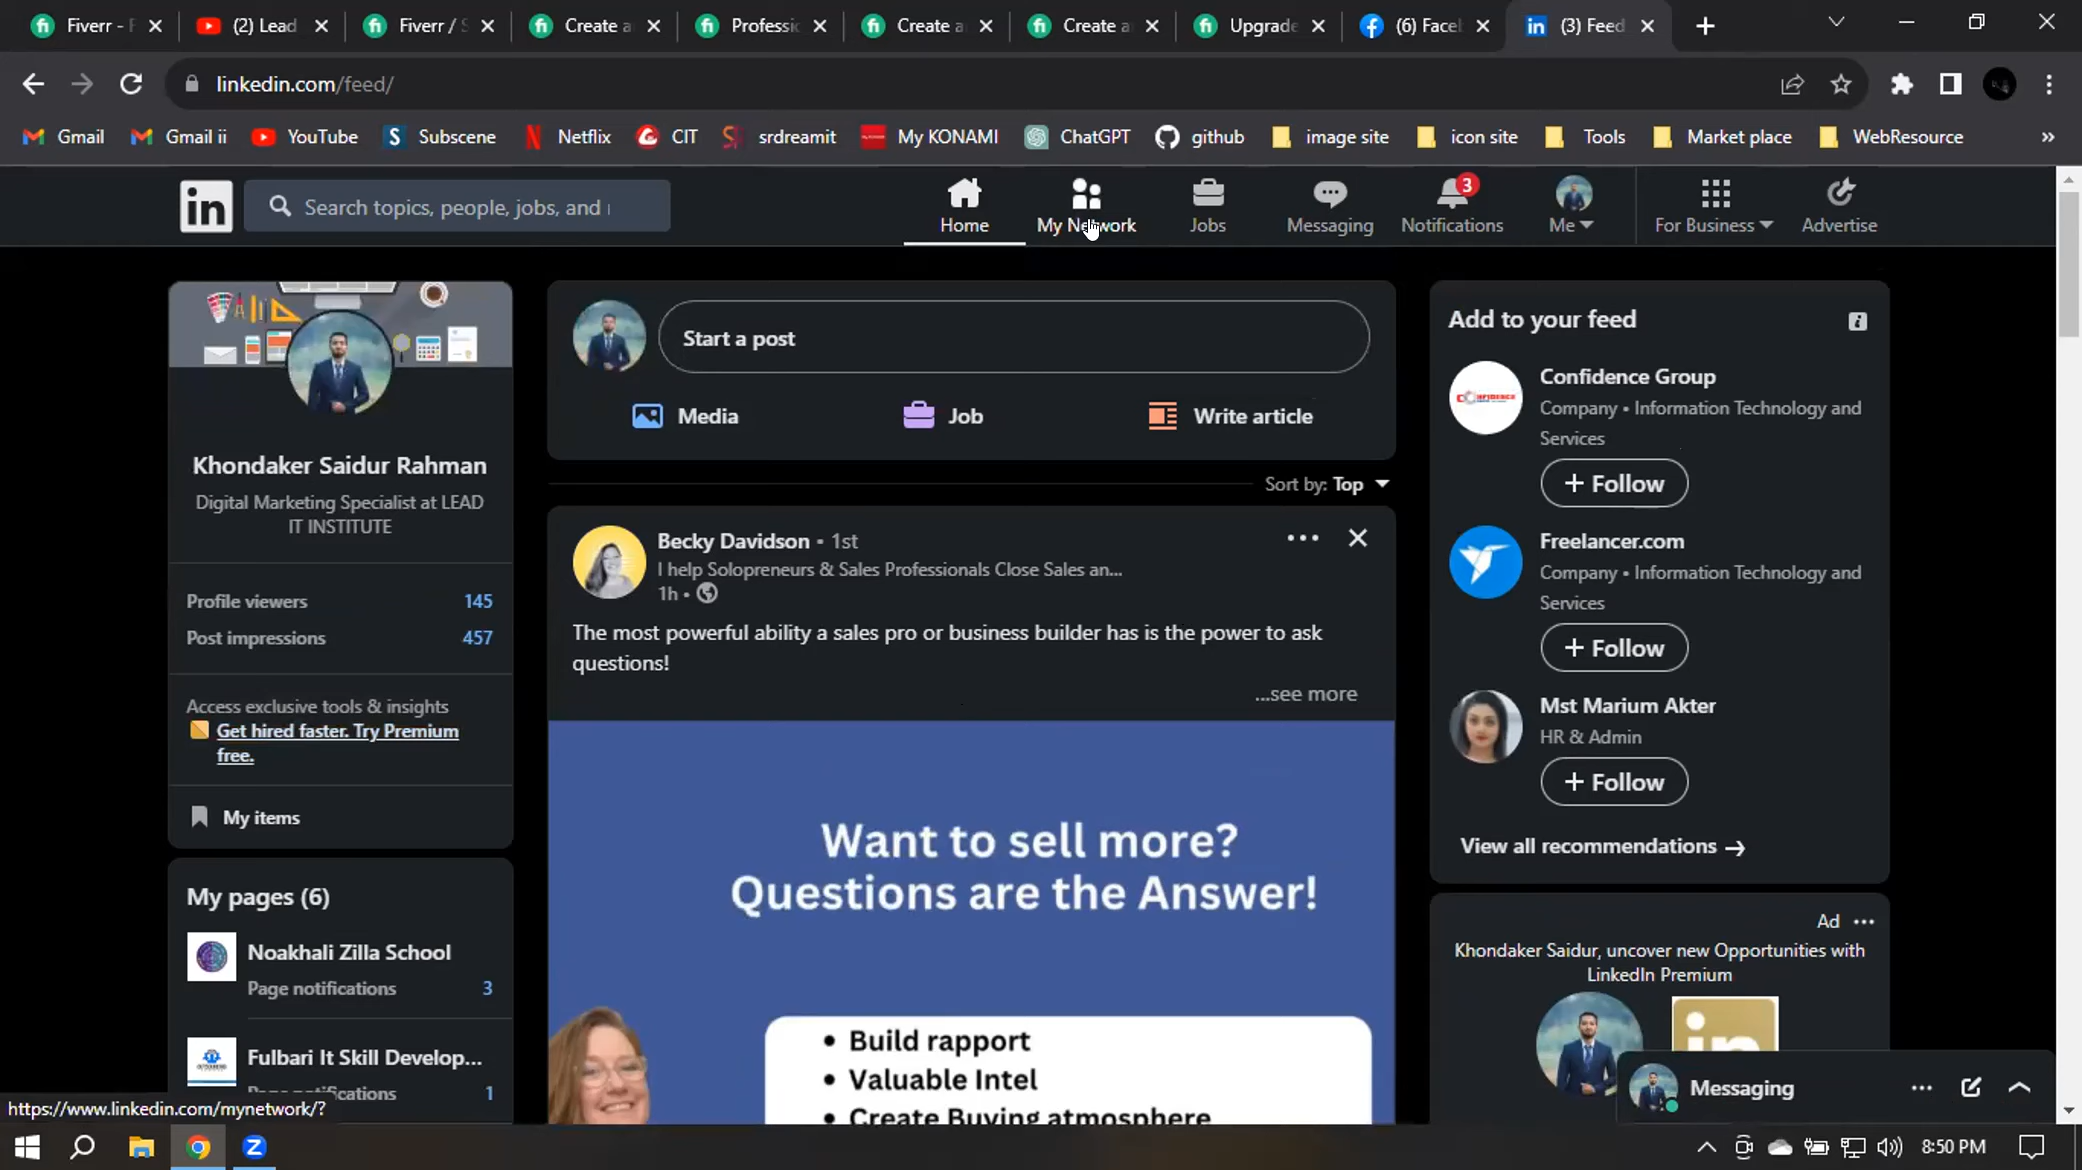 Fiverr - F
(2) Lead
Fiverr / S
Create a
Professic
Create a
Create a
Upgrade
(6) Facel
(3) Feed
linkedin.com/feed/
Gmail
Gmail ii
YouTube
Subscene
Netflix
CIT
srdreamit
My KONAMI
ChatGPT
github
image site
icon site
Tools
Market place
WebResource
»
in
Search topics, people, jobs, and
Home
My Network
Jobs
Messaging
3
Notifications
Me
For Business
Advertise
Khondaker Saidur Rahman
Digital Marketing Specialist at LEAD
IT INSTITUTE
Profile viewers 145
Post impressions 457
Access exclusive tools & insights
Get hired faster. Try Premium
free.
My items
My pages (6)
Noakhali Zilla School
Page notifications 3
Fulbari It Skill Develop...
Page notifications 1
Start a post
Media
Job
Write article
Sort by: Top
Becky Davidson • 1st
I help Solopreneurs & Sales Professionals Close Sales an...
1h •
The most powerful ability a sales pro or business builder has is the power to ask
questions!
...see more
Want to sell more?
Questions are the Answer!
• Build rapport
• Valuable Intel
• Create Buying atmosphere
Add to your feed
Confidence Group
Company • Information Technology and
Services
+ Follow
Freelancer.com
Company • Information Technology and
Services
+ Follow
Mst Marium Akter
HR & Admin
+ Follow
View all recommendations →
Ad
Khondaker Saidur, uncover new Opportunities with
LinkedIn Premium
in
Messaging
https://www.linkedin.com/mynetwork/?
8:50 PM